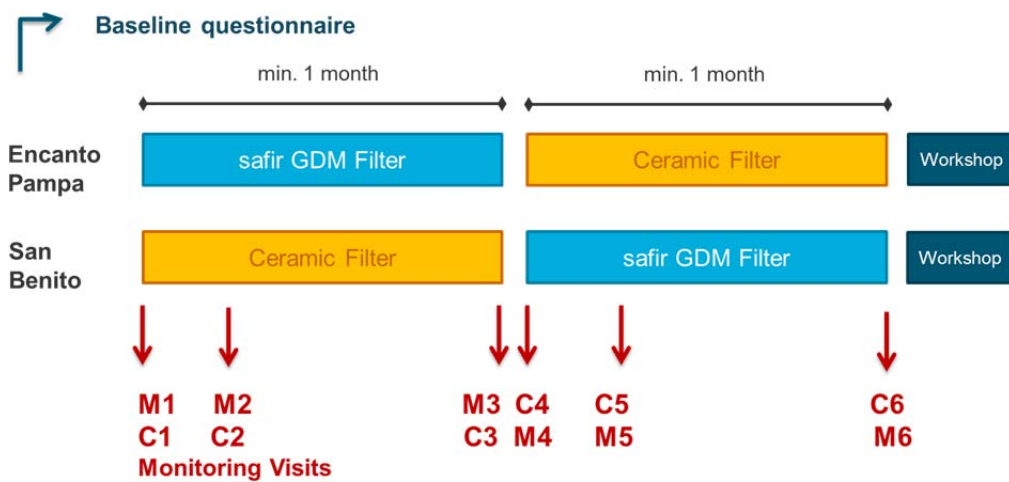 Baseline questionnaire
min. 1 month
min. 1 month
Encanto
Pampa
safir GDM Filter
Ceramic Filter
Workshop
San
Benito
Ceramic Filter
safir GDM Filter
Workshop
M1 M2 M3 C4 C5 C6
C1 C2 C3 M4 M5 M6
Monitoring Visits